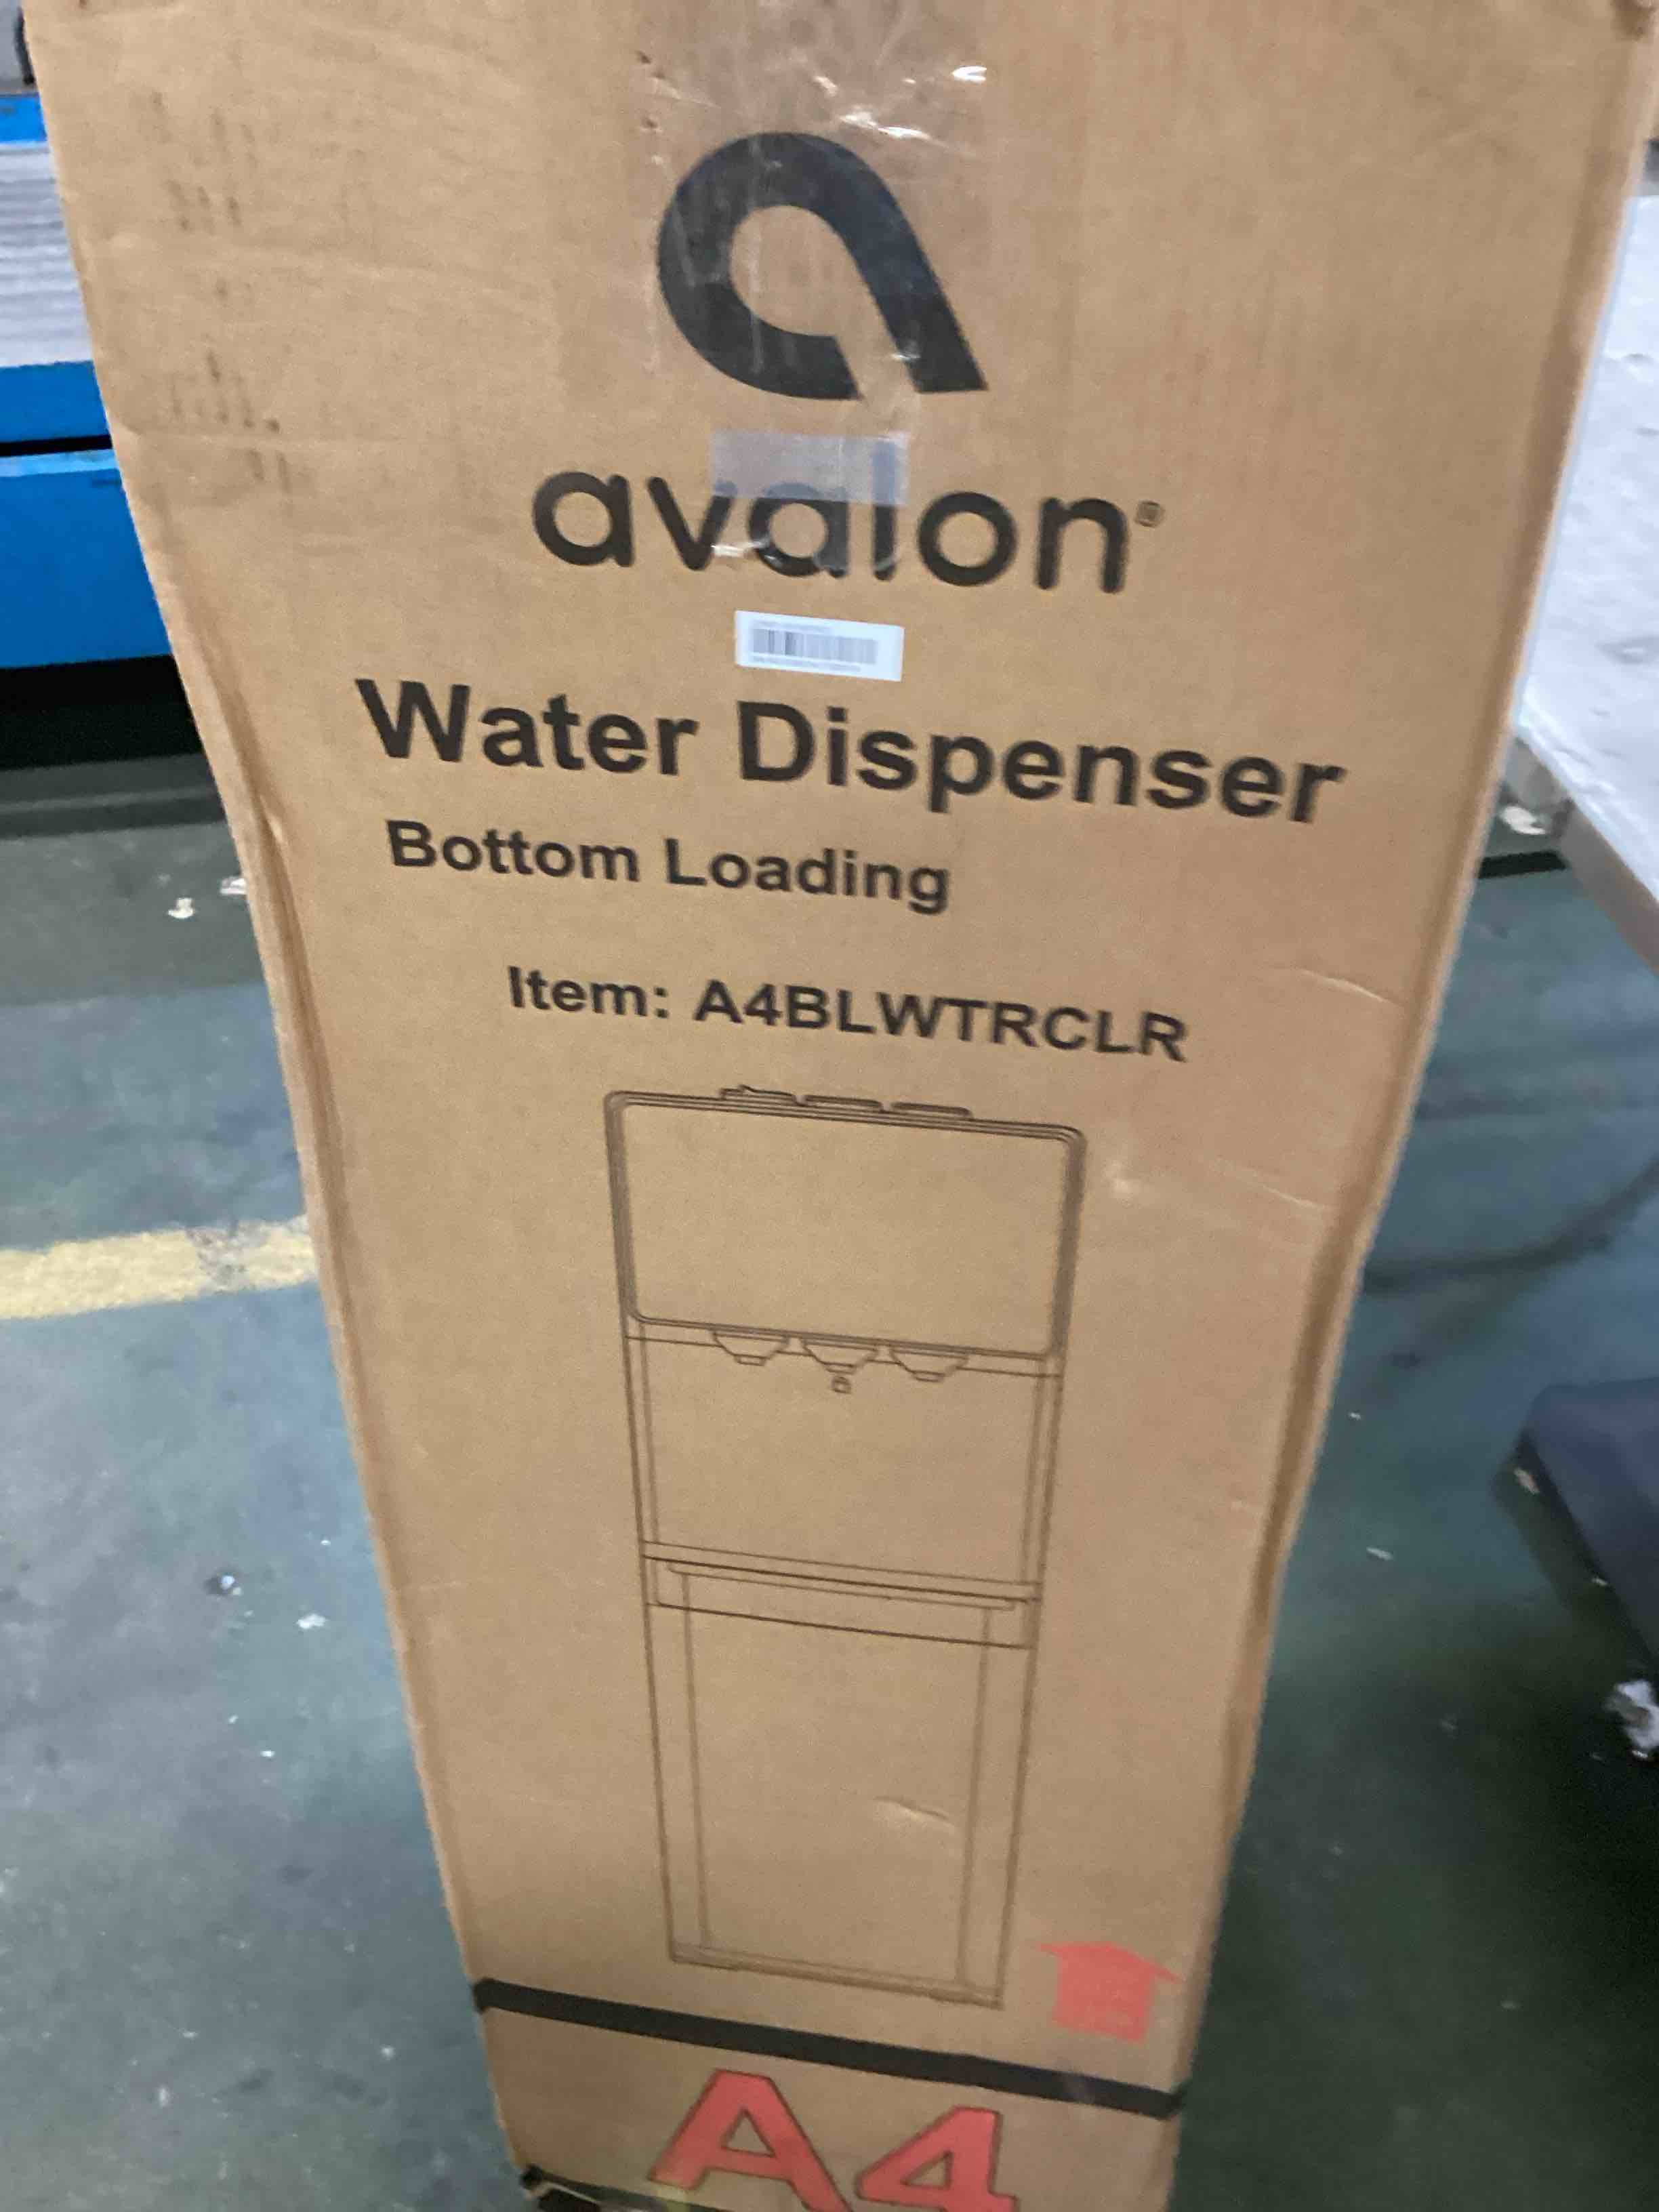 avalon®
Water Dispenser
Bottom Loading
Item: A4BLWTRCLR
A4